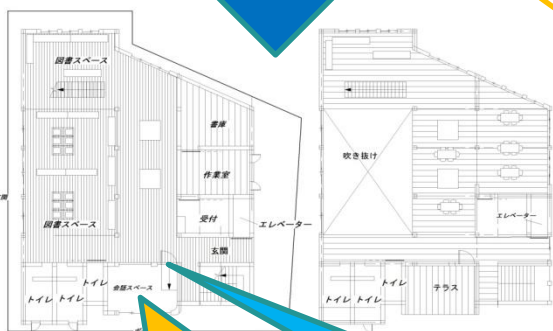 図書スペース
書庫
作業室
図書スペース
受付
エレベーター
玄関
トイレ
トイレ
トイレ
会話スペース
吹き抜け
エレベーター
トイレ
トイレ
トイレ
テラス